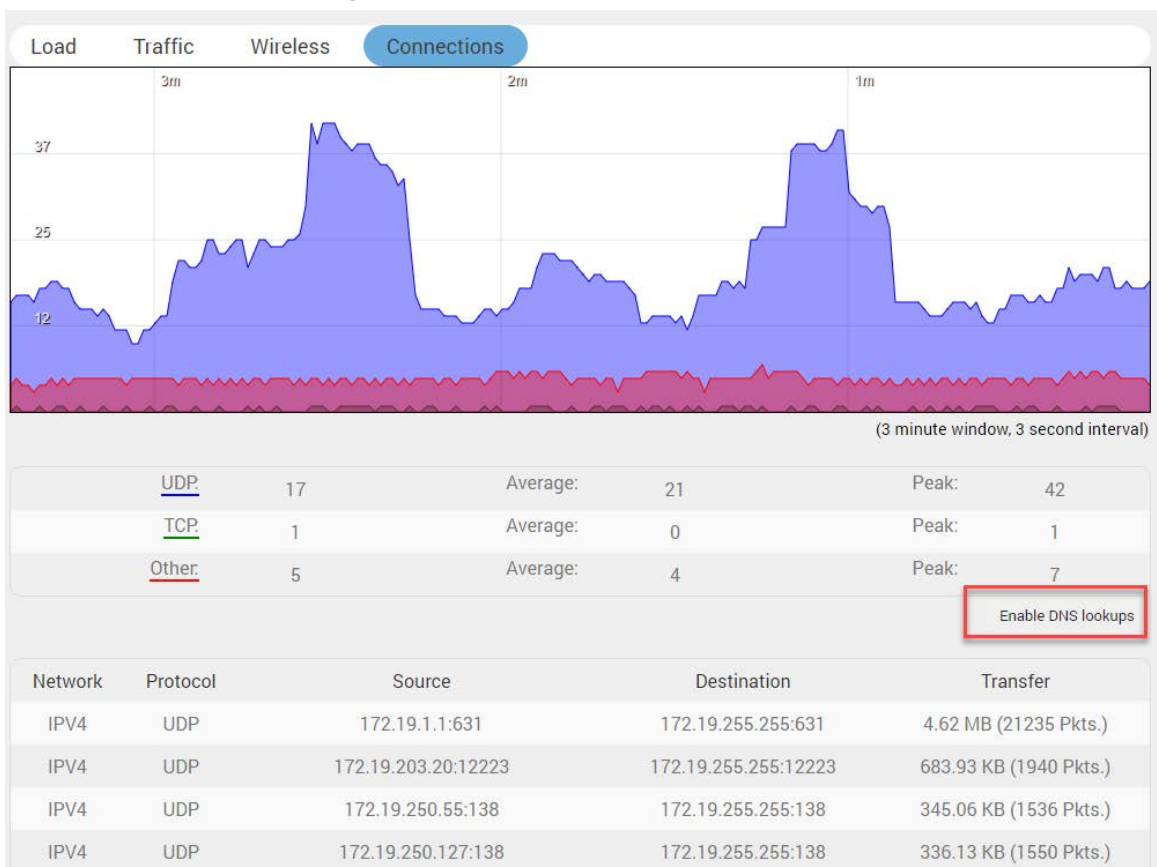 Load Traffic Wireless Connections
3m 2m 1m
37
25
12
(3 minute window, 3 second interval)
UDP: 17 Average: 21 Peak: 42
TCP: 1 Average: 0 Peak: 1
Other: 5 Average: 4 Peak: 7
Enable DNS lookups
Network Protocol Source Destination Transfer
IPV4 UDP 172.19.1.1:631 172.19.255.255:631 4.62 MB (21235 Pkts.)
IPV4 UDP 172.19.203.20:12223 172.19.255.255:12223 683.93 KB (1940 Pkts.)
IPV4 UDP 172.19.250.55:138 172.19.255.255:138 345.06 KB (1536 Pkts.)
IPV4 UDP 172.19.250.127:138 172.19.255.255:138 336.13 KB (1550 Pkts.)